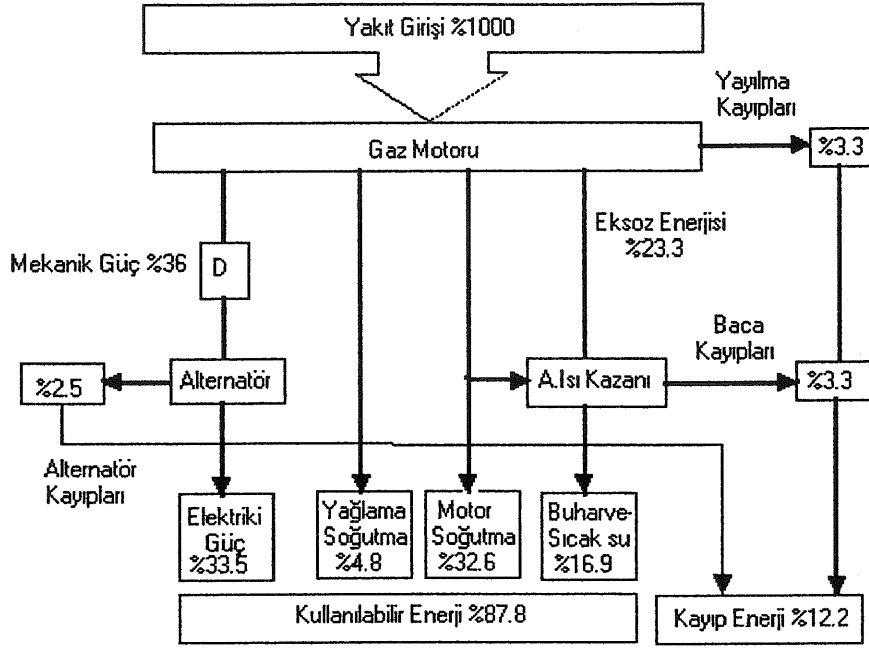 Yakıt Girişi %1000
Yayılma
Kayıpları
Gaz Motoru
%3.3
Eksoz Enerjisi
%23.3
Mekanik Güç %36
D
Baca
Kayıpları
%2.5
Alternatör
A.Isı Kazanı
%3.3
Alternatör
Kayıpları
Elektriki
Güç
%33.5
Yağlama
Soğutma
%4.8
Motor
Soğutma
%32.6
Buharve-
Sıcak su
%16.9
Kullanılabilir Enerji %87.8
Kayıp Enerji %12.2